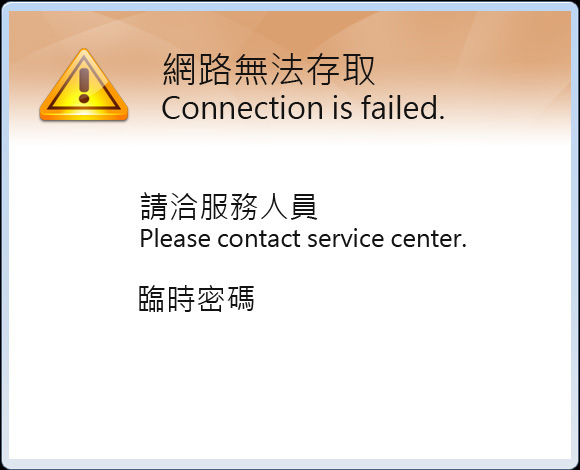 網路無法存取
Connection is failed.
請洽服務人員
Please contact service center.
臨時密碼